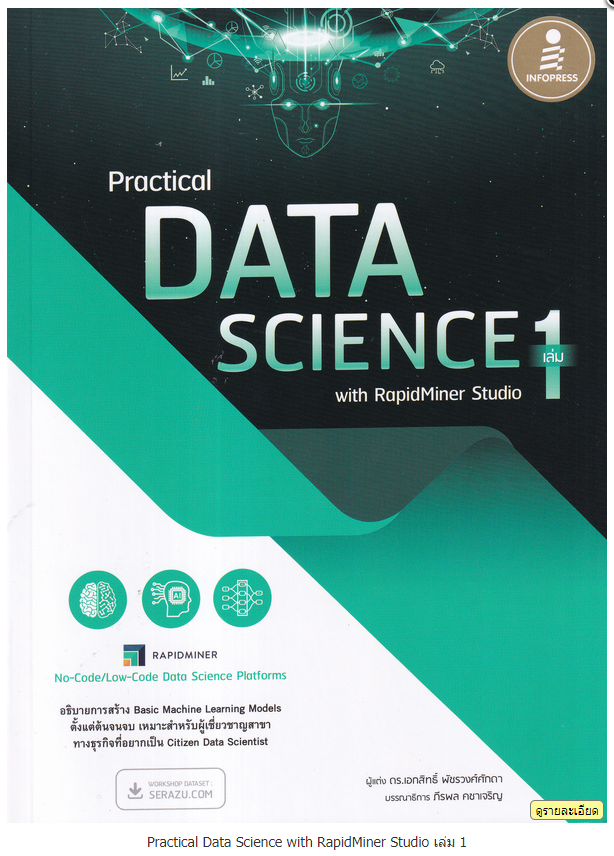 INFOPRESS
Practical
DATA
SCIENCE 1
เล่ม
with RapidMiner Studio
AI
RAPIDMINER
No-Code/Low-Code Data Science Platforms
อธิบายการสร้าง Basic Machine Learning Models
ตั้งแต่ต้นจนจบ เหมาะสำหรับผู้เชี่ยวชาญสาขา
ทางธุรกิจที่อยากเป็น Citizen Data Scientist
WORKSHOP DATASET :
SERAZU.COM
ผู้แต่ง ดร.เอกสิทธิ์ พัชรวงศ์ศักดา
บรรณาธิการ ภีรพล คชาเจริญ
ดูรายละเอียด
Practical Data Science with RapidMiner Studio เล่ม 1